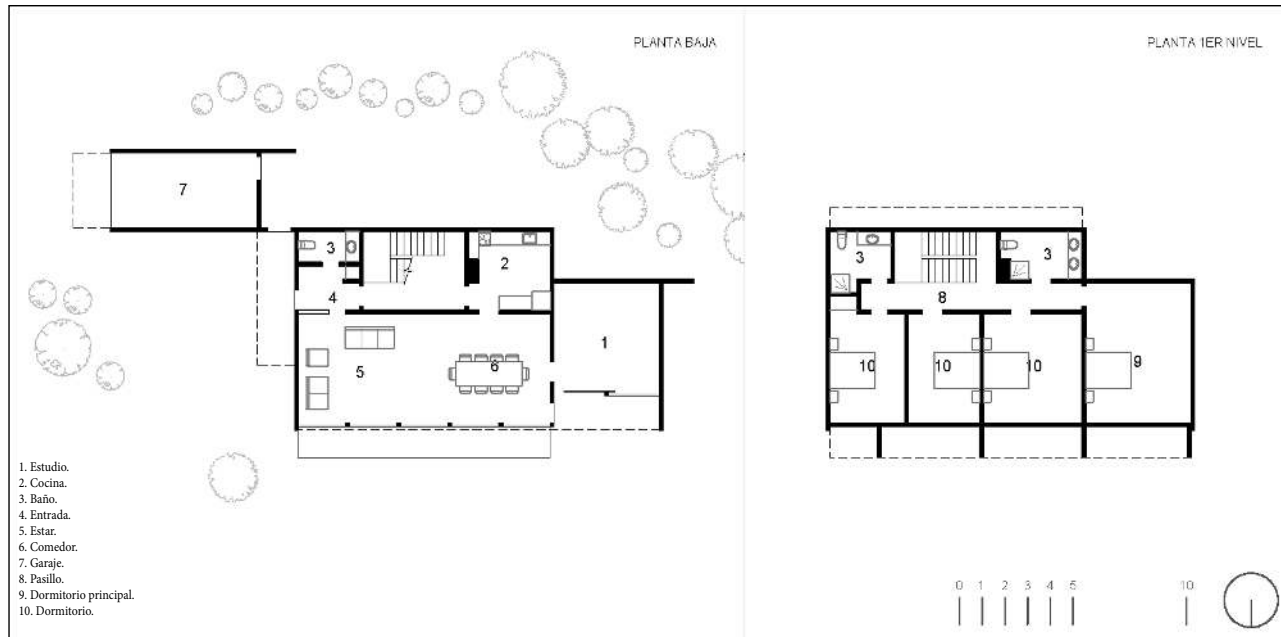 PLANTA BAJA
PLANTA 1ER NIVEL
7
3
2
4
1
5
6
3
3
8
10
10
10
9
1. Estudio.
2. Cocina.
3. Baño.
4. Entrada.
5. Estar.
6. Comedor.
7. Garaje.
8. Pasillo.
9. Dormitorio principal.
10. Dormitorio.
0 1 2 3 4 5 10